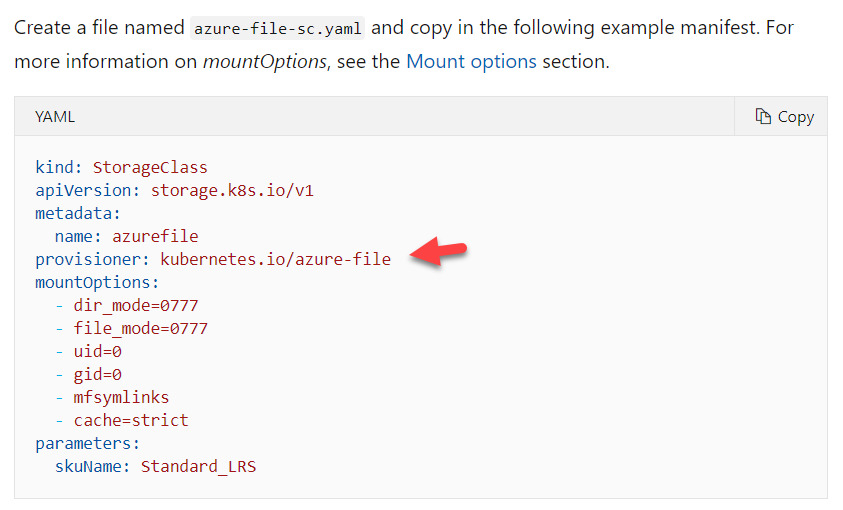 Create a file named azure-file-sc.yaml and copy in the following example manifest. For
more information on mountOptions, see the Mount options section.
YAML
Copy
kind: StorageClass
apiVersion: storage.k8s.io/v1
metadata:
  name: azurefile
provisioner: kubernetes.io/azure-file
mountOptions:
  - dir_mode=0777
  - file_mode=0777
  - uid=0
  - gid=0
  - mfsymlinks
  - cache=strict
parameters:
  skuName: Standard_LRS